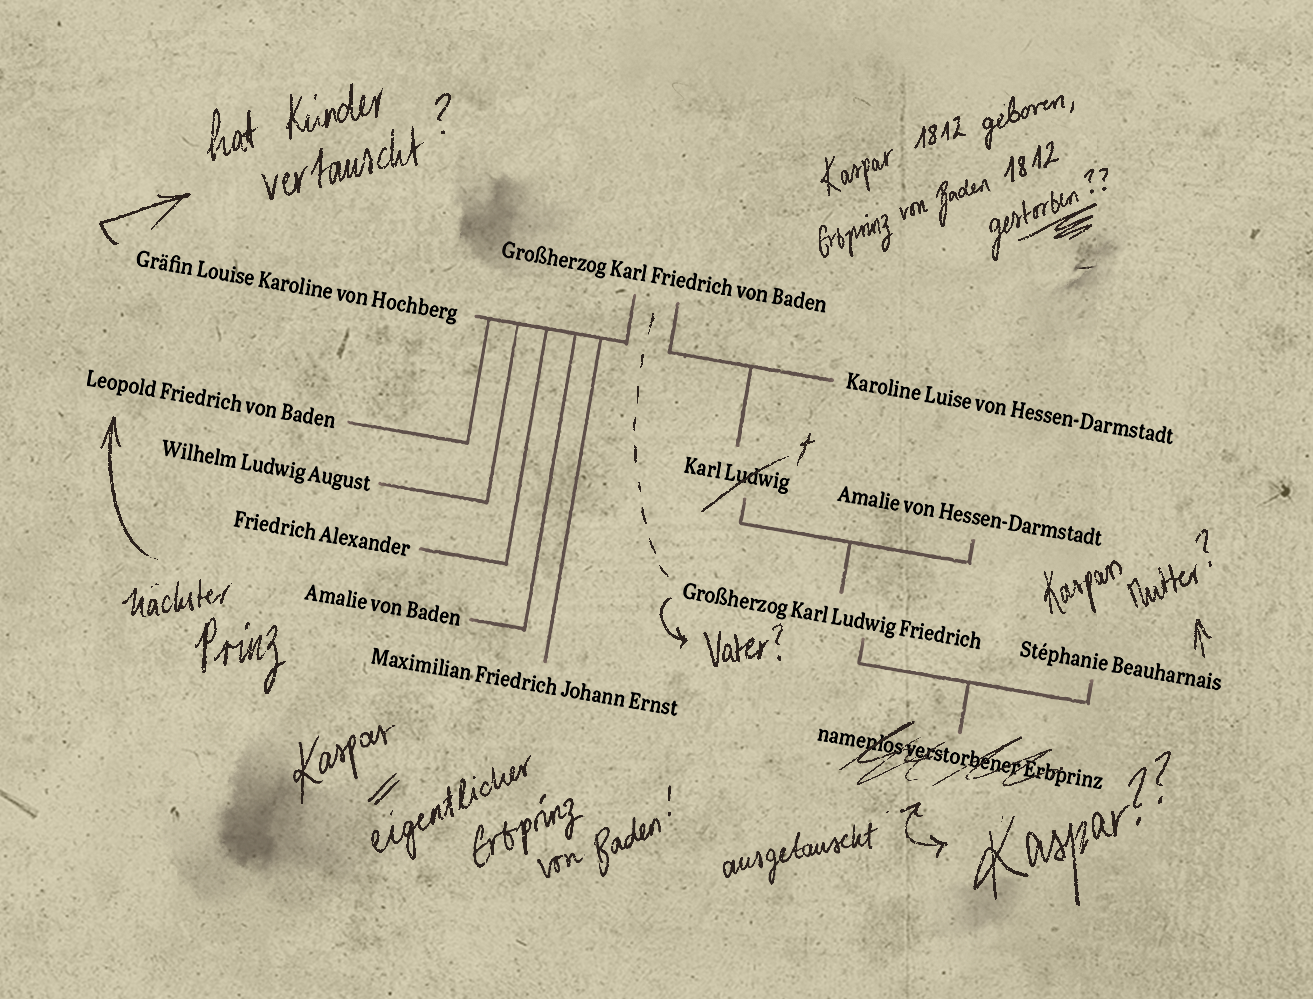 hat Kinder
vertauscht?
Kaspar 1812 geboren,
Erbprinz von Baden 1812
gestorben??
Gräfin Louise Karoline von Hochberg
Großherzog Karl Friedrich von Baden
Karoline Luise von Hessen-Darmstadt
Leopold Friedrich von Baden
Wilhelm Ludwig August
Friedrich Alexander
Amalie von Baden
Maximilian Friedrich Johann Ernst
nächster
Prinz
Karl Ludwig †
Amalie von Hessen-Darmstadt
Kaspars
Mutter?
Großherzog Karl Ludwig Friedrich
Vater?
Stéphanie Beauharnais
namenlos verstorbener Erbprinz
Kaspar
=
eigentlicher
Erbprinz
von Baden!
ausgetauscht
Kaspar??